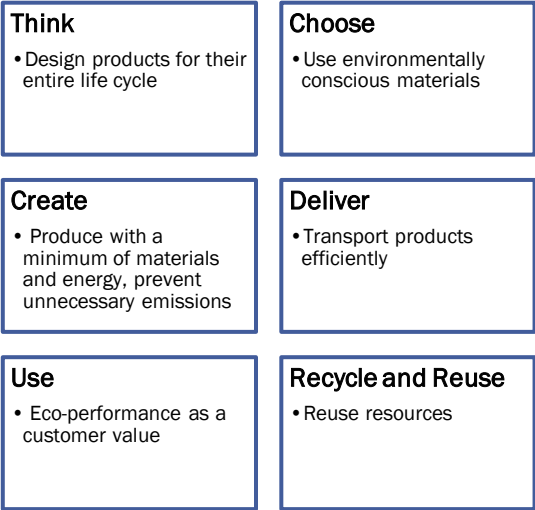 Think
•Design products for their
entire life cycle
Choose
•Use environmentally
conscious materials
Create
• Produce with a
minimum of materials
and energy, prevent
unnecessary emissions
Deliver
•Transport products
efficiently
Use
• Eco-performance as a
customer value
Recycle and Reuse
•Reuse resources